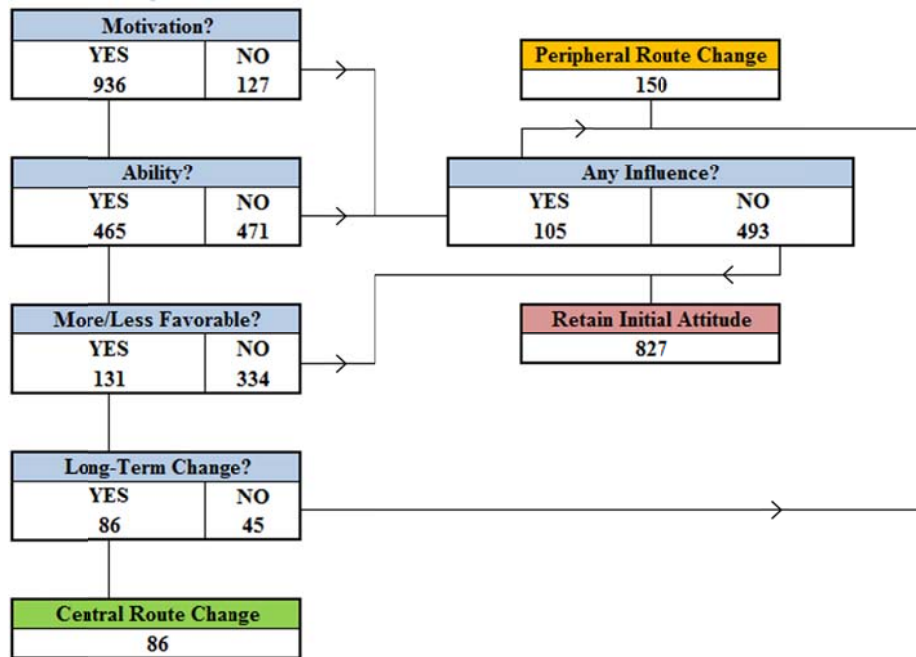 Motivation?
YES NO
936 127
Peripheral Route Change
150
Ability?
YES NO
465 471
Any Influence?
YES NO
105 493
More/Less Favorable?
YES NO
131 334
Retain Initial Attitude
827
Long-Term Change?
YES NO
86 45
Central Route Change
86